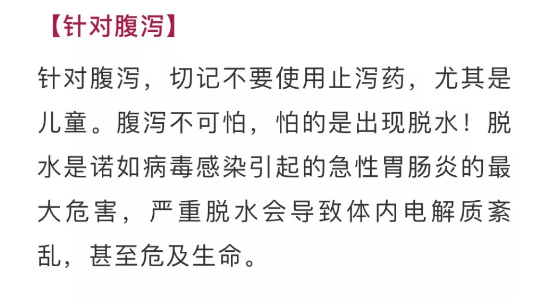 【针对腹泻】
针对腹泻，切记不要使用止泻药，尤其是
儿童。腹泻不可怕，怕的是出现脱水！脱
水是诺如病毒感染引起的急性胃肠炎的最
大危害，严重脱水会导致体内电解质紊
乱，甚至危及生命。